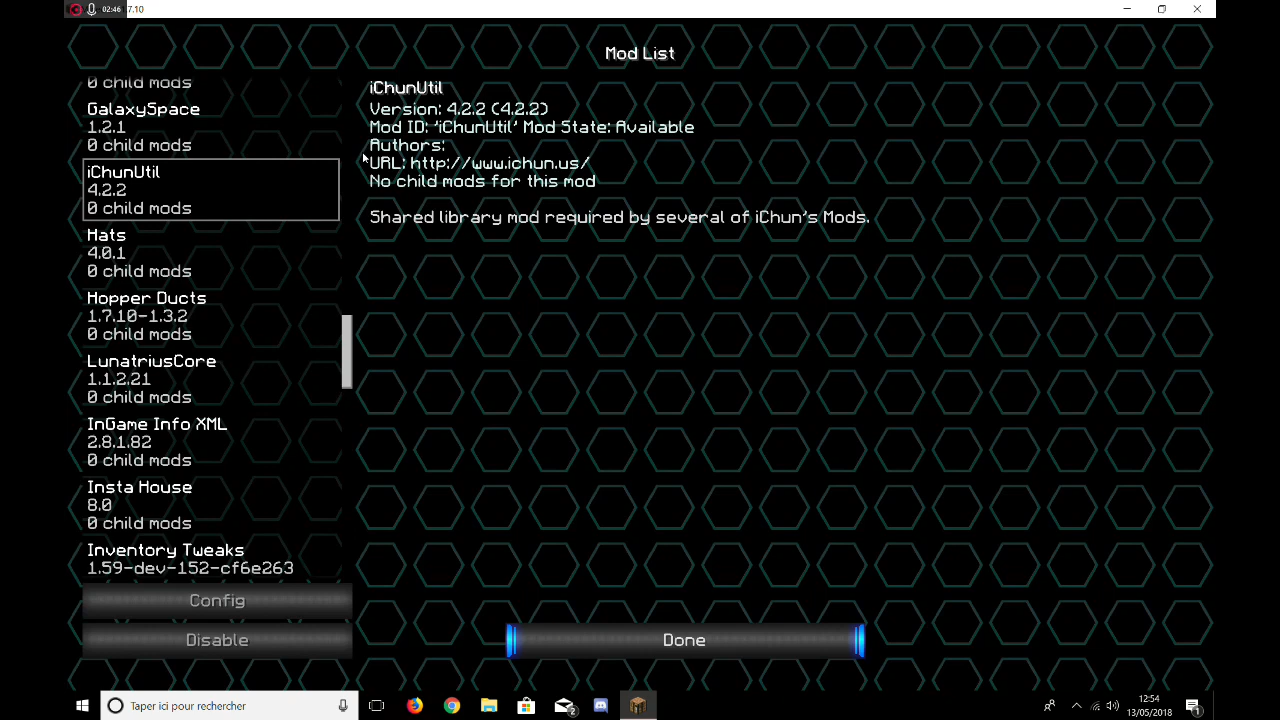 02:46 1.7.10
Mod List
0 child mods
GalaxySpace
1.2.1
0 child mods
iChunUtil
4.2.2
0 child mods
Hats
4.0.1
0 child mods
Hopper Ducts
1.7.10-1.3.2
0 child mods
LunatriusCore
1.1.2.21
0 child mods
InGame Info XML
2.8.1.82
0 child mods
Insta House
8.0
0 child mods
Inventory Tweaks
1.59-dev-152-cf6e263
Config
Disable
iChunUtil
Version: 4.2.2 (4.2.2)
Mod ID: 'iChunUtil' Mod State: Available
Authors:
URL: http://www.ichun.us/
No child mods for this mod
Shared library mod required by several of iChun's Mods.
Done
Taper ici pour rechercher
2
12:54
13/05/2018
1